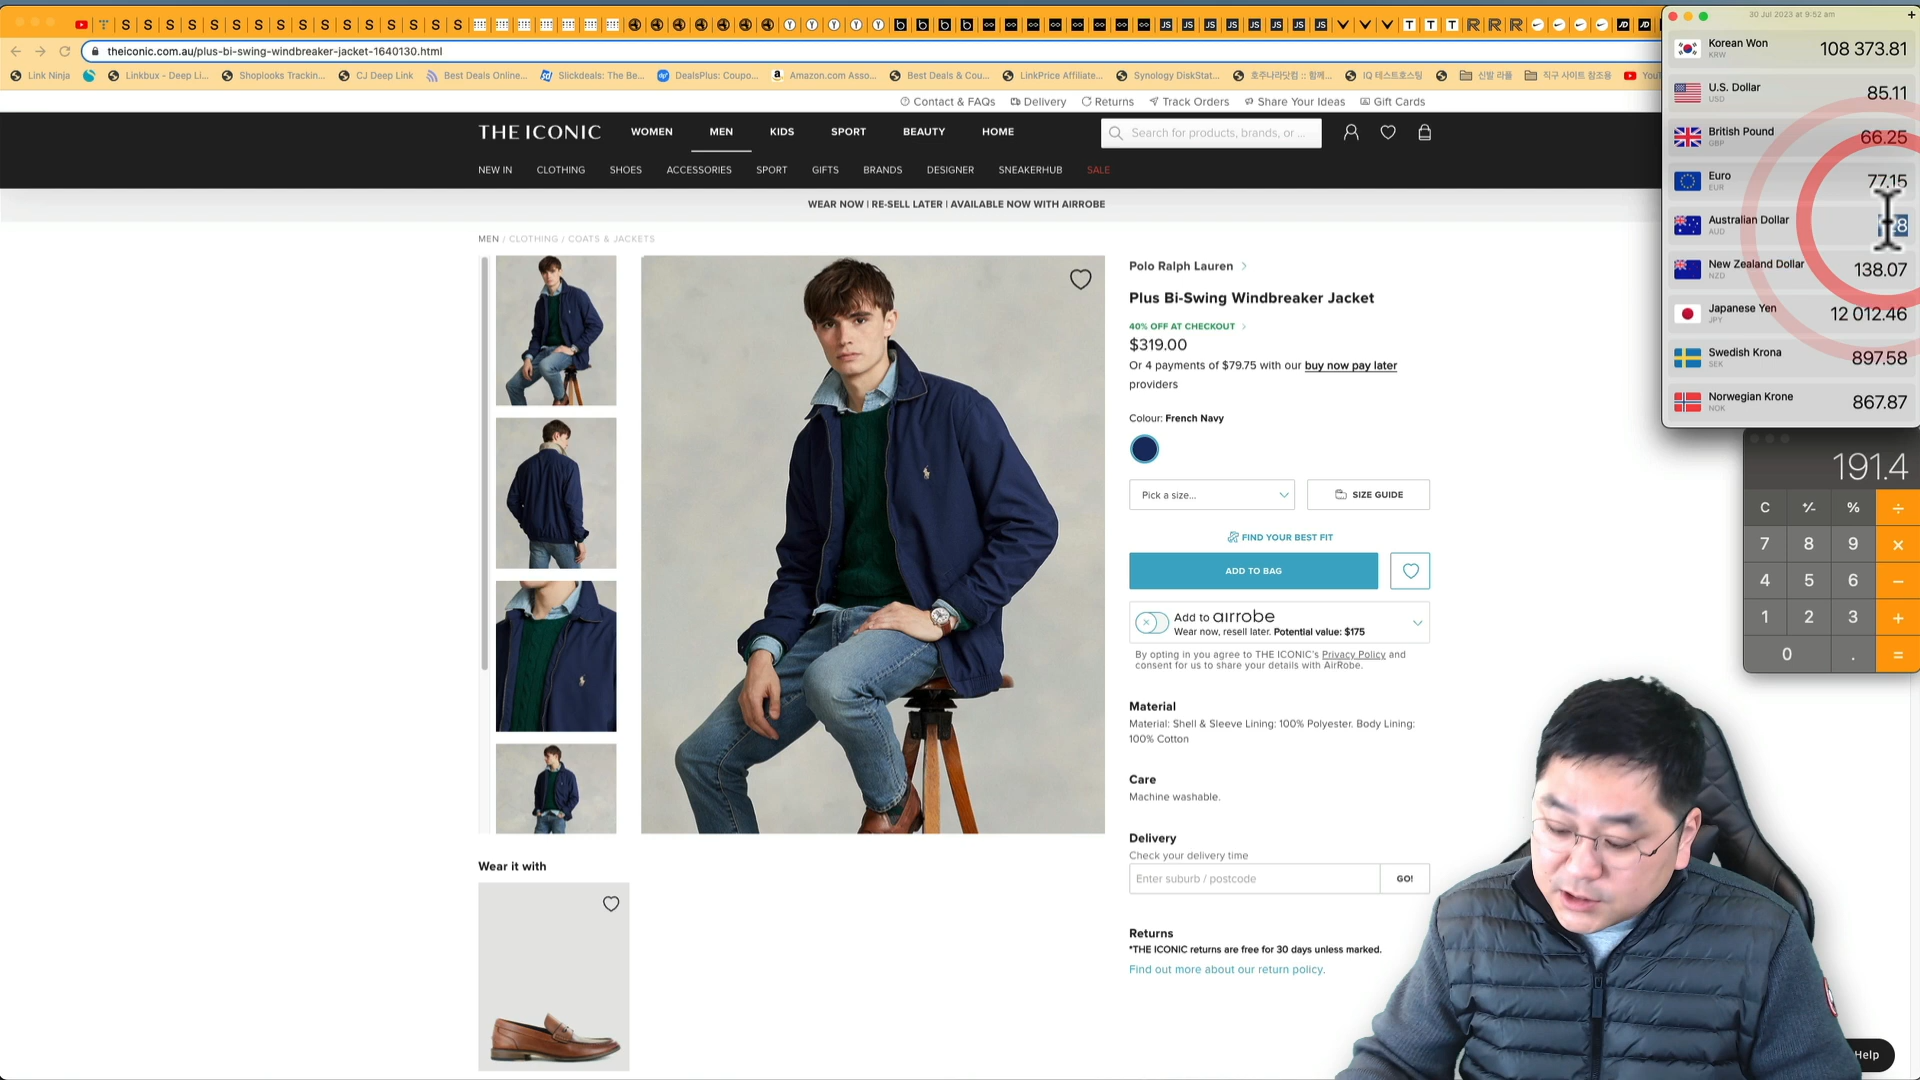 theiconic.com.au/plus-bi-swing-windbreaker-jacket-1640130.html
Link Ninja
Linkbux - Deep Li...
Shoplooks Trackin...
CJ Deep Link
Best Deals Online...
Slickdeals: The Be...
DealsPlus: Coupo...
Amazon.com Asso...
Best Deals & Cou...
LinkPrice Affiliate...
Synology DiskStat...
호주나라닷컴 :: 함께...
IQ 테스트호스팅
신발 라플
직구 사이트 참조용
Contact & FAQs
Delivery
Returns
Track Orders
Share Your Ideas
Gift Cards
THE ICONIC
WOMEN
MEN
KIDS
SPORT
BEAUTY
HOME
Search for products, brands, or ...
NEW IN
CLOTHING
SHOES
ACCESSORIES
SPORT
GIFTS
BRANDS
DESIGNER
SNEAKERHUB
SALE
WEAR NOW | RE-SELL LATER | AVAILABLE NOW WITH AIRROBE
MEN / CLOTHING / COATS & JACKETS
Polo Ralph Lauren
Plus Bi-Swing Windbreaker Jacket
40% OFF AT CHECKOUT
$319.00
Or 4 payments of $79.75 with our buy now pay later
providers
Colour: French Navy
Pick a size...
SIZE GUIDE
FIND YOUR BEST FIT
ADD TO BAG
Add to airrobe
Wear now, resell later. Potential value: $175
By opting in you agree to THE ICONIC's Privacy Policy and
consent for us to share your details with AirRobe.
Material
Material: Shell & Sleeve Lining: 100% Polyester. Body Lining:
100% Cotton
Care
Machine washable.
Delivery
Check your delivery time
Enter suburb / postcode
GO!
Returns
*THE ICONIC returns are free for 30 days unless marked.
Find out more about our return policy.
Wear it with
Help
30 Jul 2023 at 9:52 am
Korean Won 108 373.81
KRW
U.S. Dollar 85.11
USD
British Pound 66.25
GBP
Euro 77.15
EUR
Australian Dollar
AUD
New Zealand Dollar 138.07
NZD
Japanese Yen 12 012.46
JPY
Swedish Krona 897.58
SEK
Norwegian Krone 867.87
NOK
191.4
C +/- % ÷
7 8 9 ×
4 5 6 −
1 2 3 +
0 . =